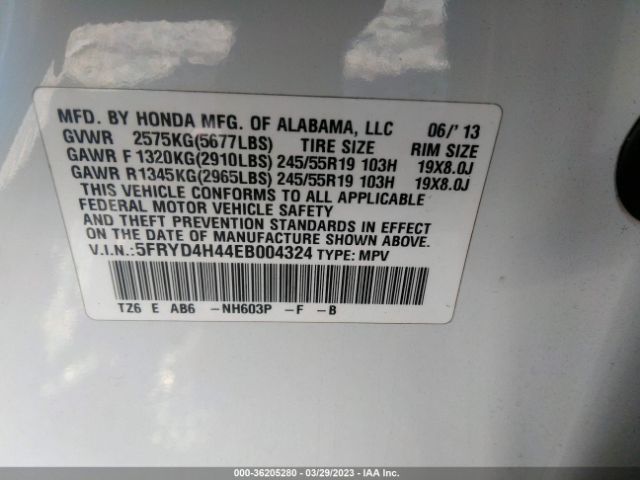 MFD. BY HONDA MFG. OF ALABAMA, LLC 06/' 13
GVWR 2575KG(5677LBS) TIRE SIZE RIM SIZE
GAWR F 1320KG(2910LBS) 245/55R19 103H 19X8.0J
GAWR R 1345KG(2965LBS) 245/55R19 103H 19X8.0J
THIS VEHICLE CONFORMS TO ALL APPLICABLE
FEDERAL MOTOR VEHICLE SAFETY
AND THEFT PREVENTION STANDARDS IN EFFECT
ON THE DATE OF MANUFACTURE SHOWN ABOVE.
V.I.N.:5FRYD4H44EB004324 TYPE: MPV
TZ6 E AB6 -NH603P -F -B
000-36205280 - 03/29/2023 - IAA Inc.